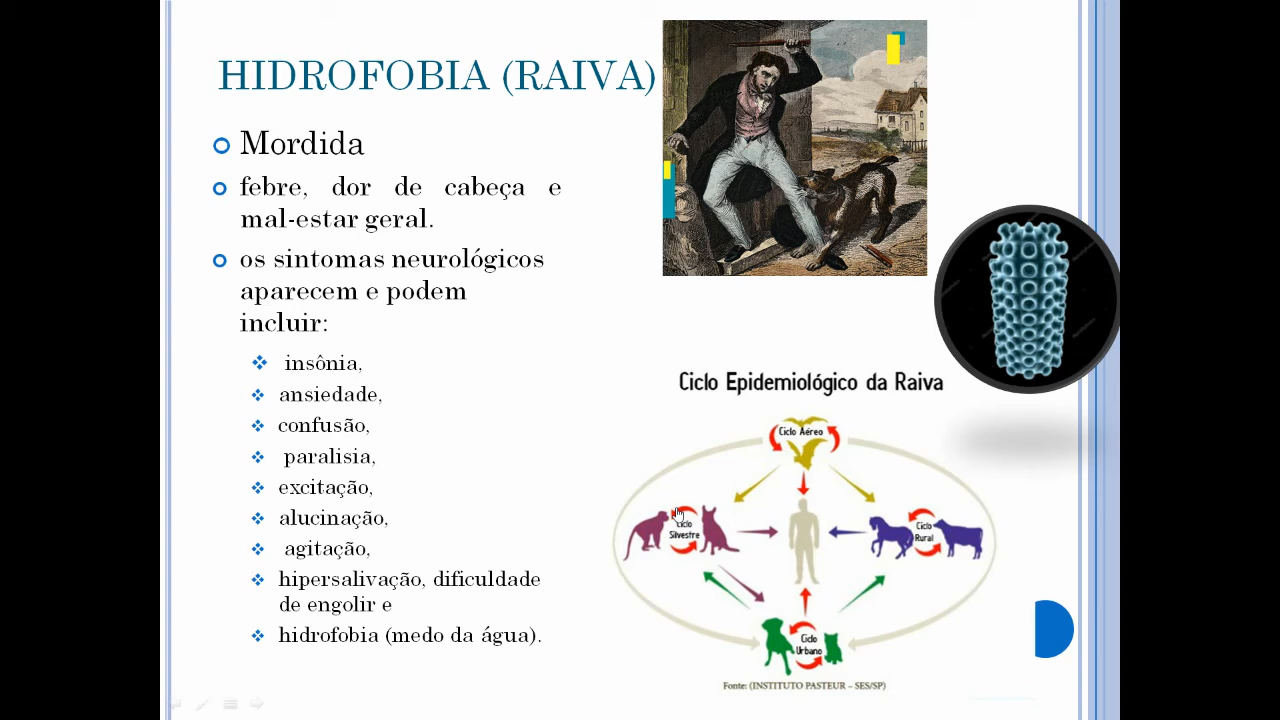 HIDROFOBIA (RAIVA)
Mordida
febre, dor de cabeça e
mal-estar geral.
os sintomas neurológicos
aparecem e podem
incluir:
insônia,
ansiedade,
confusão,
paralisia,
excitação,
alucinação,
agitação,
hipersalivação, dificuldade
de engolir e
hidrofobia (medo da água).
Ciclo Epidemiológico da Raiva
Ciclo Aéreo
Ciclo
Silvestre
Ciclo
Rural
Ciclo
Urbano
Fonte: (INSTITUTO PASTEUR – SES/SP)